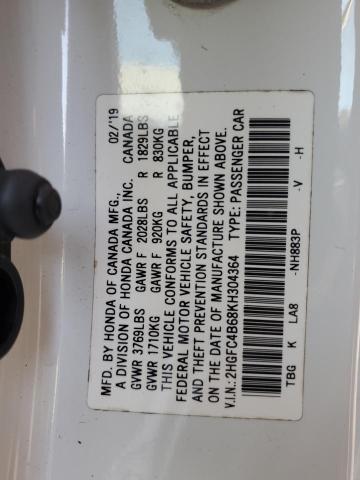 MFD. BY HONDA OF CANADA MFG., 02/'19
A DIVISION OF HONDA CANADA INC. CANADA
GVWR 3769LBS GAWR F 2028LBS R 1829LBS
GVWR 1710KG GAWR F 920KG R 830KG
THIS VEHICLE CONFORMS TO ALL APPLICABLE
FEDERAL MOTOR VEHICLE SAFETY, BUMPER,
AND THEFT PREVENTION STANDARDS IN EFFECT
ON THE DATE OF MANUFACTURE SHOWN ABOVE.
V.I.N.: 2HGFC4B68KH304364 TYPE: PASSENGER CAR
TBG K LA8 -NH883P -V -H